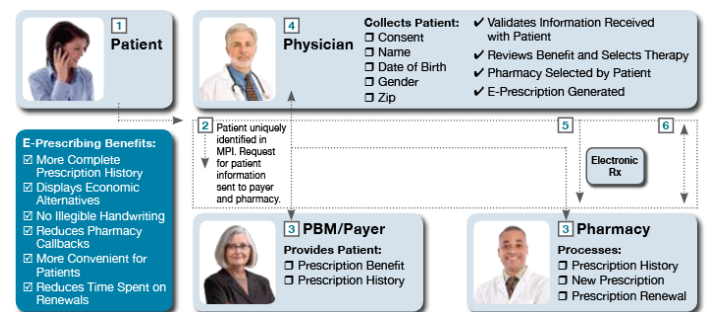 1
Patient
4
Physician
Collects Patient:
❒ Consent
❒ Name
❒ Date of Birth
❒ Gender
❒ Zip
✔ Validates Information Received
with Patient
✔ Reviews Benefit and Selects Therapy
✔ Pharmacy Selected by Patient
✔ E-Prescription Generated
E-Prescribing Benefits:
☑ More Complete
Prescription History
☑ Displays Economic
Alternatives
☑ No Illegible Handwriting
☑ Reduces Pharmacy
Callbacks
☑ More Convenient for
Patients
☑ Reduces Time Spent on
Renewals
2
Patient uniquely
identified in
MPI. Request
for patient
information
sent to payer
and pharmacy.
5
6
Electronic
Rx
3
PBM/Payer
Provides Patient:
❒ Prescription Benefit
❒ Prescription History
3
Pharmacy
Processes:
❒ Prescription History
❒ New Prescription
❒ Prescription Renewal